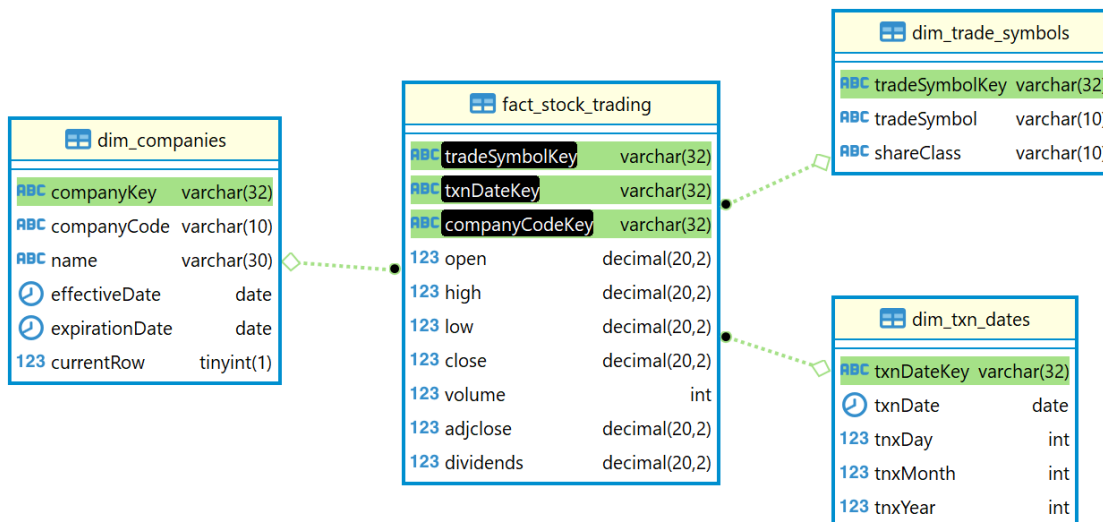 dim_companies
ABC companyKey varchar(32)
ABC companyCode varchar(10)
ABC name varchar(30)
effectiveDate date
expirationDate date
123 currentRow tinyint(1)
fact_stock_trading
ABC tradeSymbolKey varchar(32)
ABC txnDateKey varchar(32)
ABC companyCodeKey varchar(32)
123 open decimal(20,2)
123 high decimal(20,2)
123 low decimal(20,2)
123 close decimal(20,2)
123 volume int
123 adjclose decimal(20,2)
123 dividends decimal(20,2)
dim_trade_symbols
ABC tradeSymbolKey varchar(32)
ABC tradeSymbol varchar(10)
ABC shareClass varchar(10)
dim_txn_dates
ABC txnDateKey varchar(32)
txnDate date
123 tnxDay int
123 tnxMonth int
123 tnxYear int